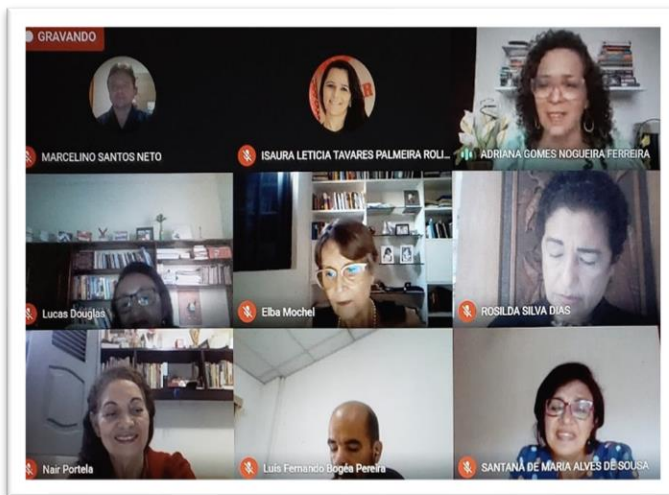 GRAVANDO
MARCELINO SANTOS NETO
ISAURA LETICIA TAVARES PALMEIRA ROLI...
ADRIANA GOMES NOGUEIRA FERREIRA
Lucas Douglas
Elba Mochel
ROSILDA SILVA DIAS
Nair Portela
Luis Fernando Bogéa Pereira
SANTANA DE MARIA ALVES DE SOUSA